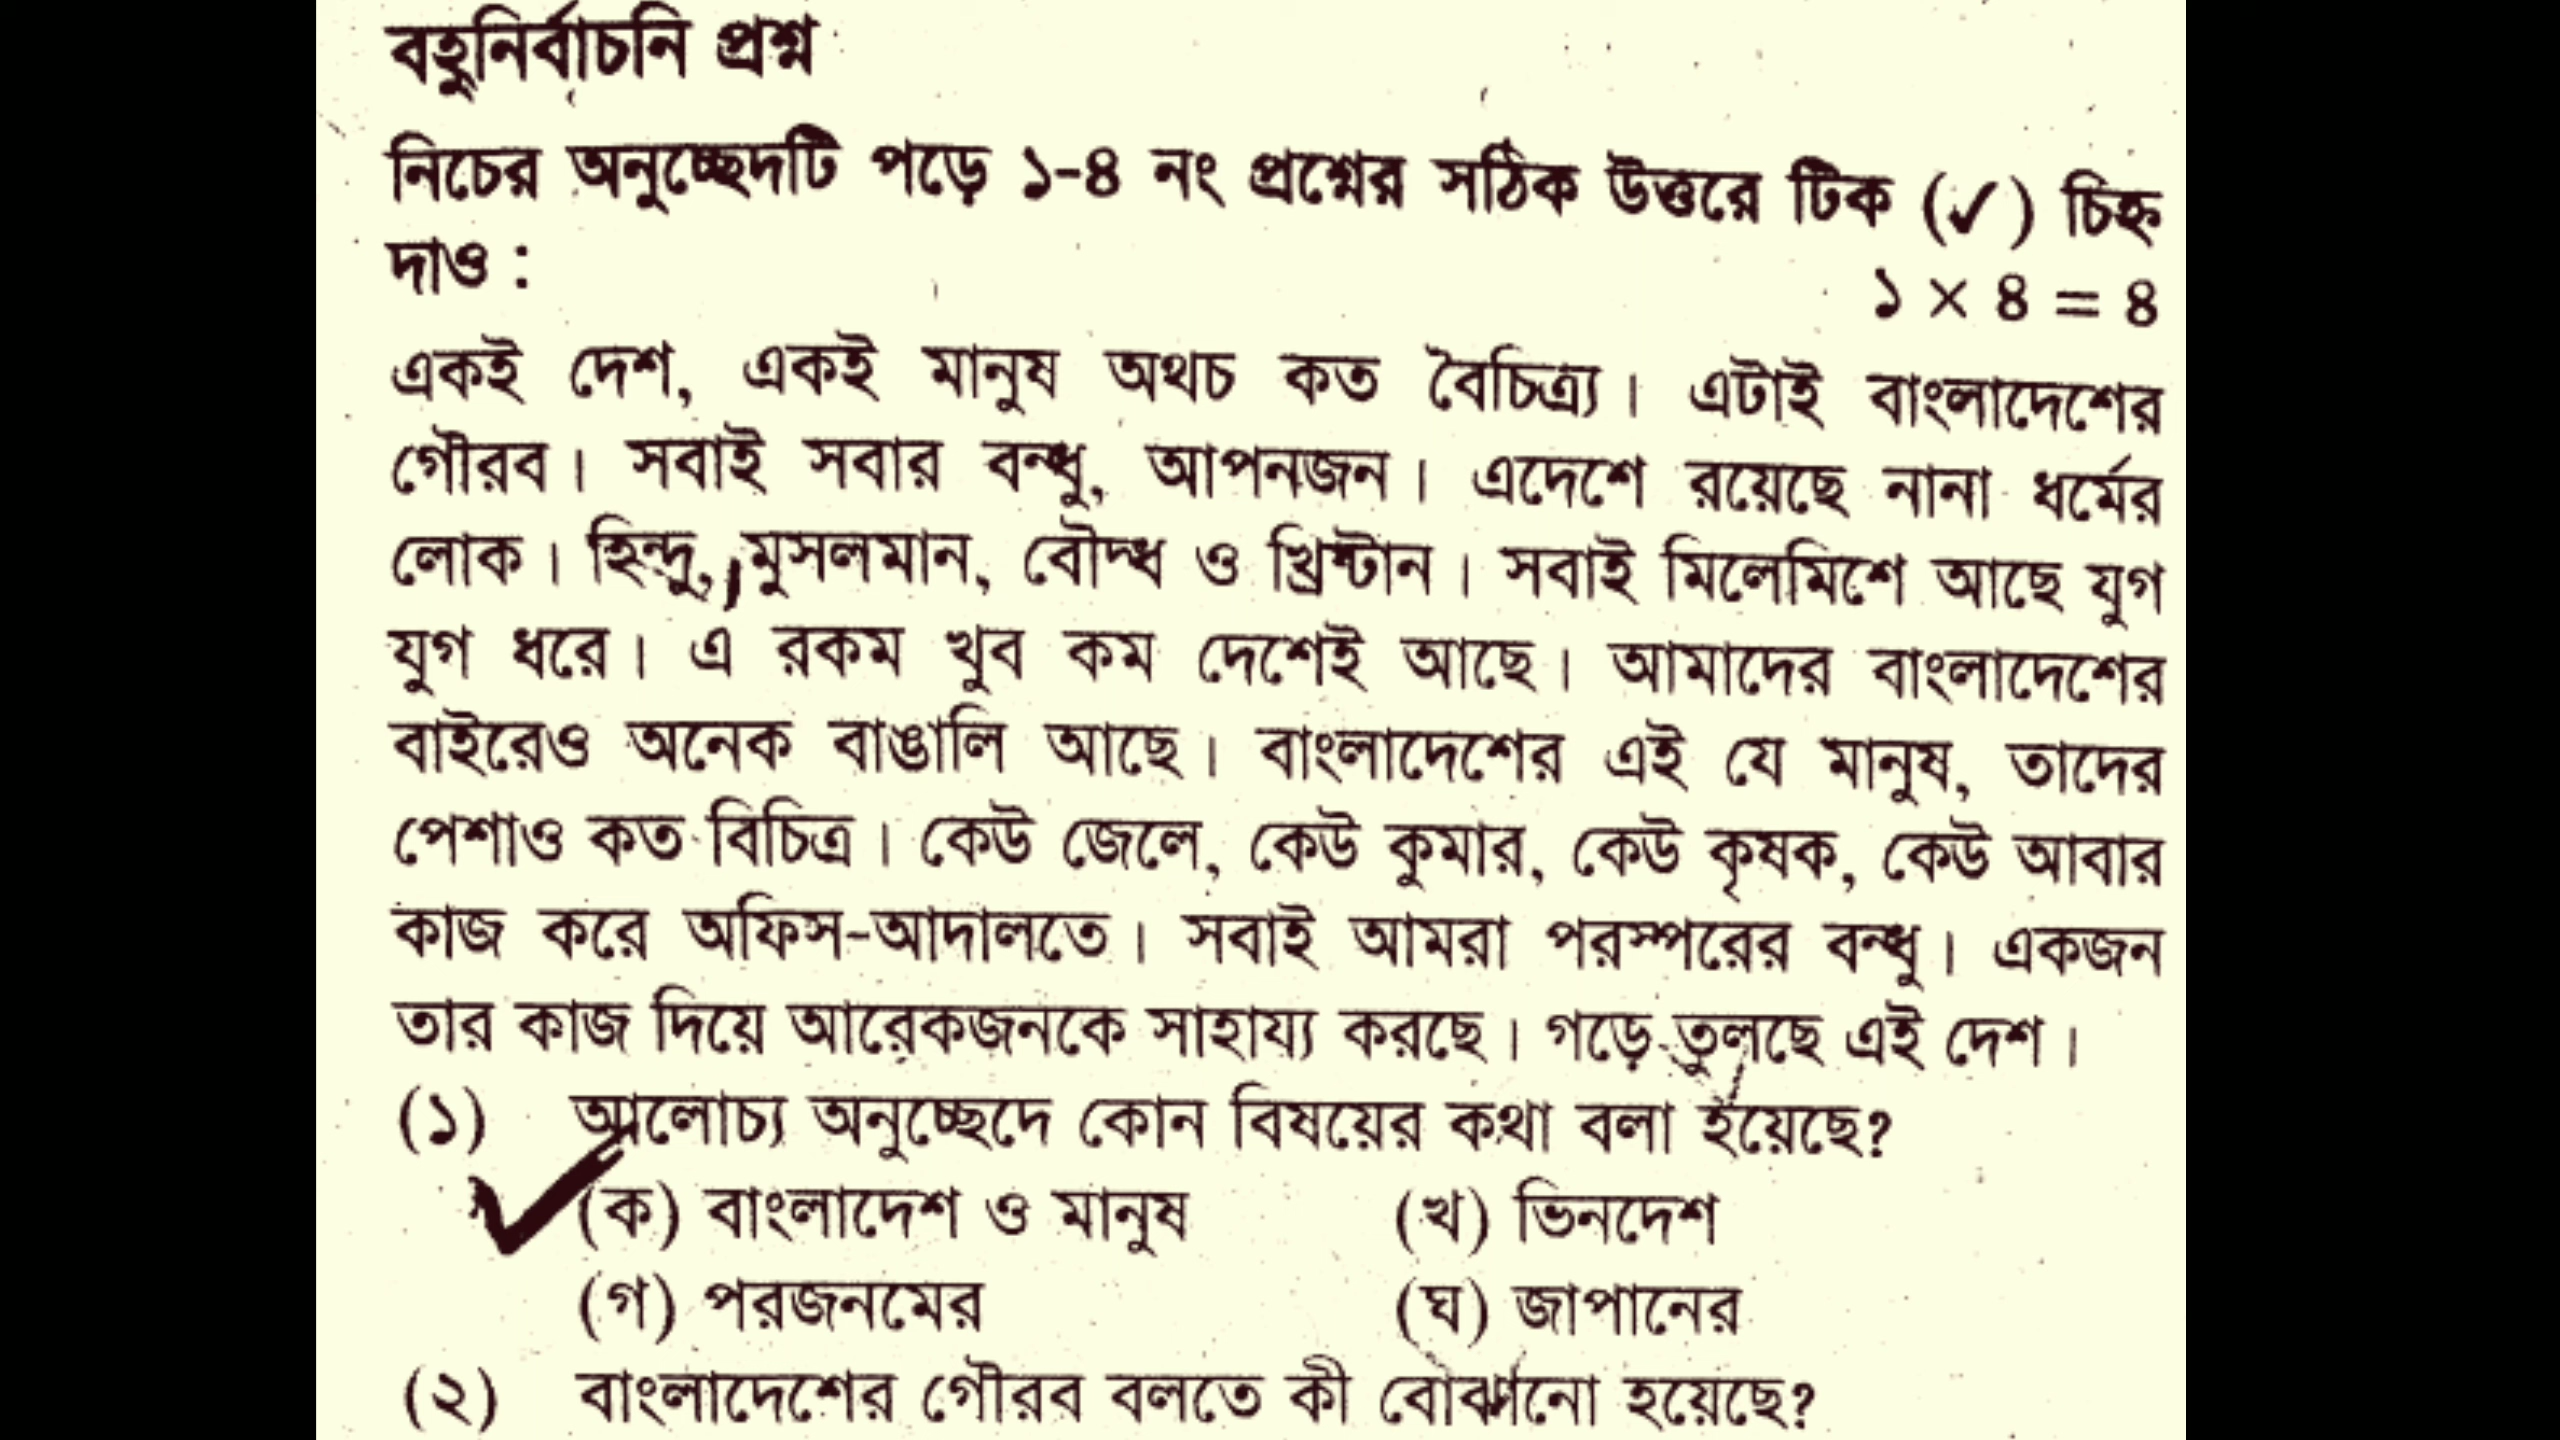 বহুনির্বাচনি প্রশ্ন
নিচের অনুচ্ছেদটি পড়ে ১-৪ নং প্রশ্নের সঠিক উত্তরে টিক (✓) চিহ্ন
দাও :
১ × ৪ = ৪
একই দেশ, একই মানুষ অথচ কত বৈচিত্র্য। এটাই বাংলাদেশের
গৌরব। সবাই সবার বন্ধু, আপনজন। এদেশে রয়েছে নানা ধর্মের
লোক। হিন্দু, মুসলমান, বৌদ্ধ ও খ্রিষ্টান। সবাই মিলেমিশে আছে যুগ
যুগ ধরে। এ রকম খুব কম দেশেই আছে। আমাদের বাংলাদেশের
বাইরেও অনেক বাঙালি আছে। বাংলাদেশের এই যে মানুষ, তাদের
পেশাও কত বিচিত্র। কেউ জেলে, কেউ কুমার, কেউ কৃষক, কেউ আবার
কাজ করে অফিস-আদালতে। সবাই আমরা পরস্পরের বন্ধু। একজন
তার কাজ দিয়ে আরেকজনকে সাহায্য করছে। গড়ে তুলছে এই দেশ।
(১) আলোচ্য অনুচ্ছেদে কোন বিষয়ের কথা বলা হয়েছে?
✓(ক) বাংলাদেশ ও মানুষ (খ) ভিনদেশ
(গ) পরজনমের (ঘ) জাপানের
(২) বাংলাদেশের গৌরব বলতে কী বোঝানো হয়েছে?